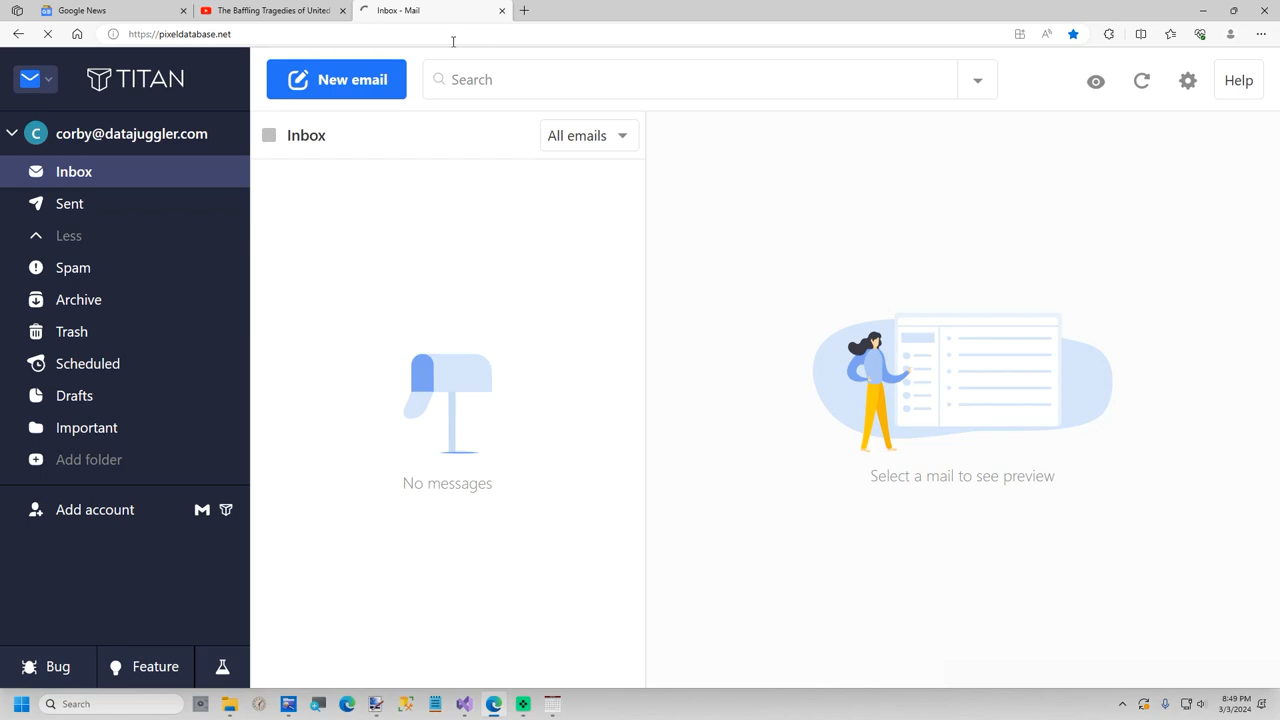 Google News
The Baffling Tragedies of United
Inbox - Mail
https://pixeldatabase.net
TITAN
New email
Search
Help
C
corby@datajuggler.com
Inbox
All emails
Inbox
Sent
Less
Spam
Archive
Trash
Scheduled
Drafts
Important
Add folder
Add account
No messages
Select a mail to see preview
Bug
Feature
Search
8:49 PM
3/3/2024